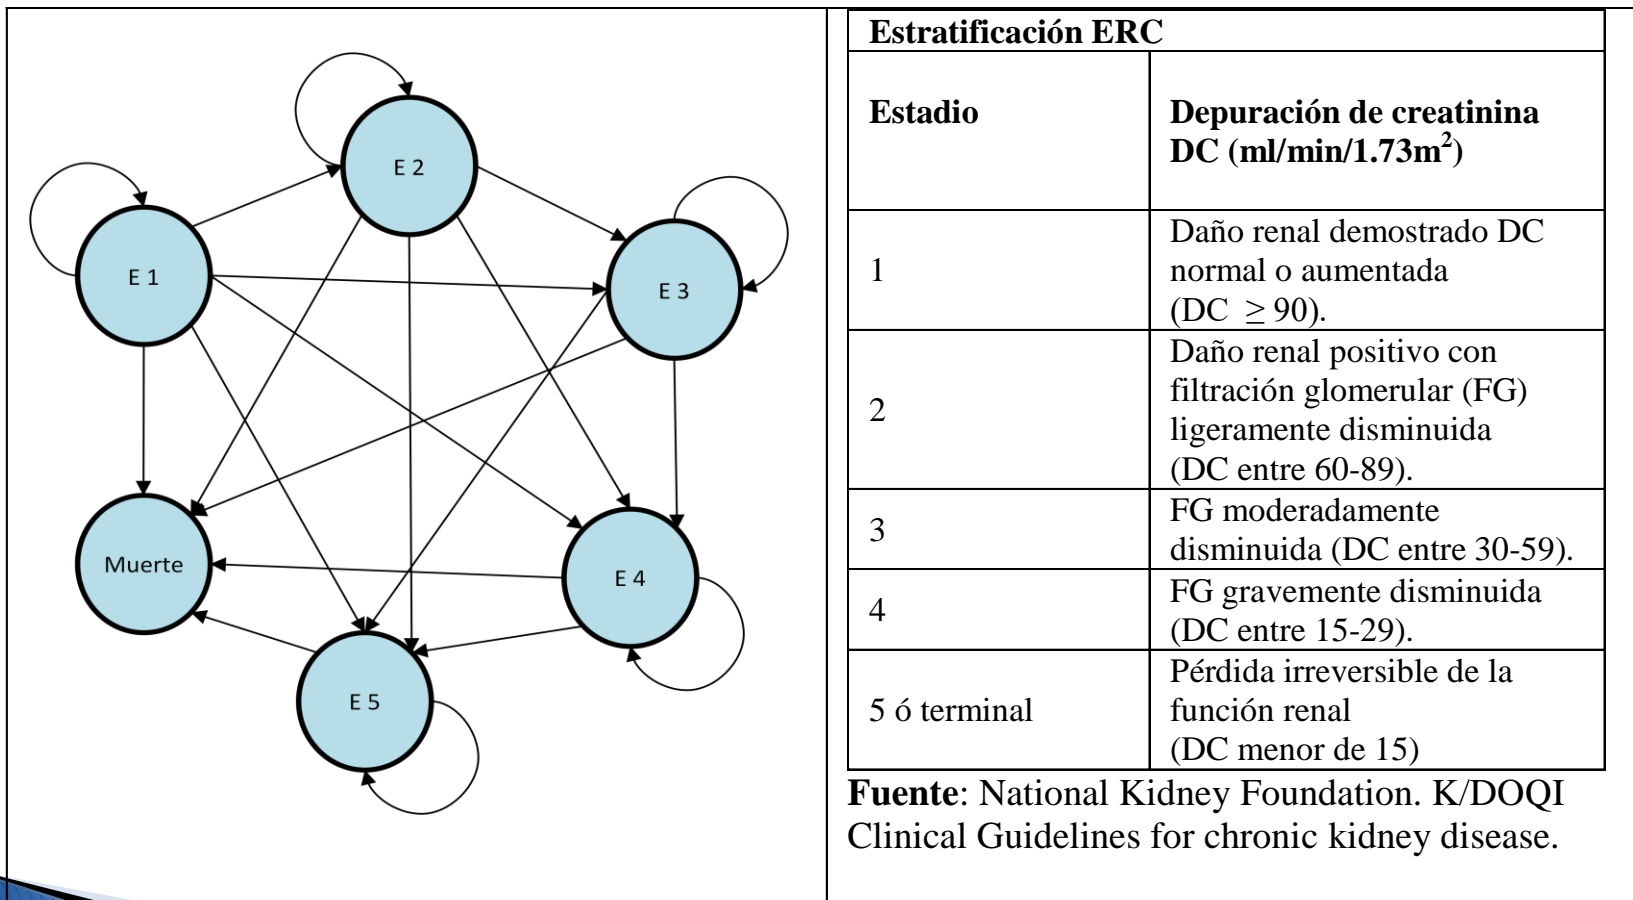 E 2
E 1
E 3
Muerte
E 4
E 5
Estratificación ERC
Estadio
Depuración de creatinina
DC (ml/min/1.73m²)
1
Daño renal demostrado DC
normal o aumentada
(DC ≥ 90).
2
Daño renal positivo con
filtración glomerular (FG)
ligeramente disminuida
(DC entre 60-89).
3
FG moderadamente
disminuida (DC entre 30-59).
4
FG gravemente disminuida
(DC entre 15-29).
5 ó terminal
Pérdida irreversible de la
función renal
(DC menor de 15)
Fuente: National Kidney Foundation. K/DOQI
Clinical Guidelines for chronic kidney disease.